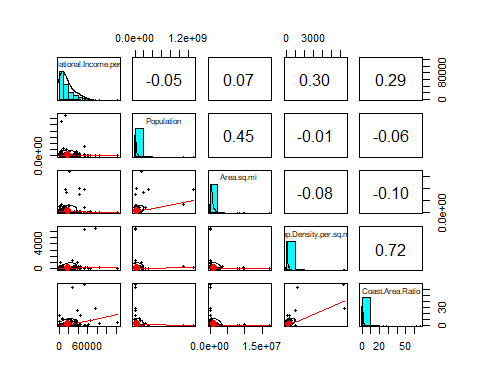 0.0e+00 1.2e+09 0 3000
ational.Income.per -0.05 0.07 0.30 0.29 0 80000
0.0e+00 Population 0.45 -0.01 -0.06
Area.sq.mi -0.08 -0.10 0.0e+00
0 4000 op.Density.per.sq.m 0.72
Coast.Area.Ratio 0 30
0 60000 0.0e+00 1.5e+07 0 20 50